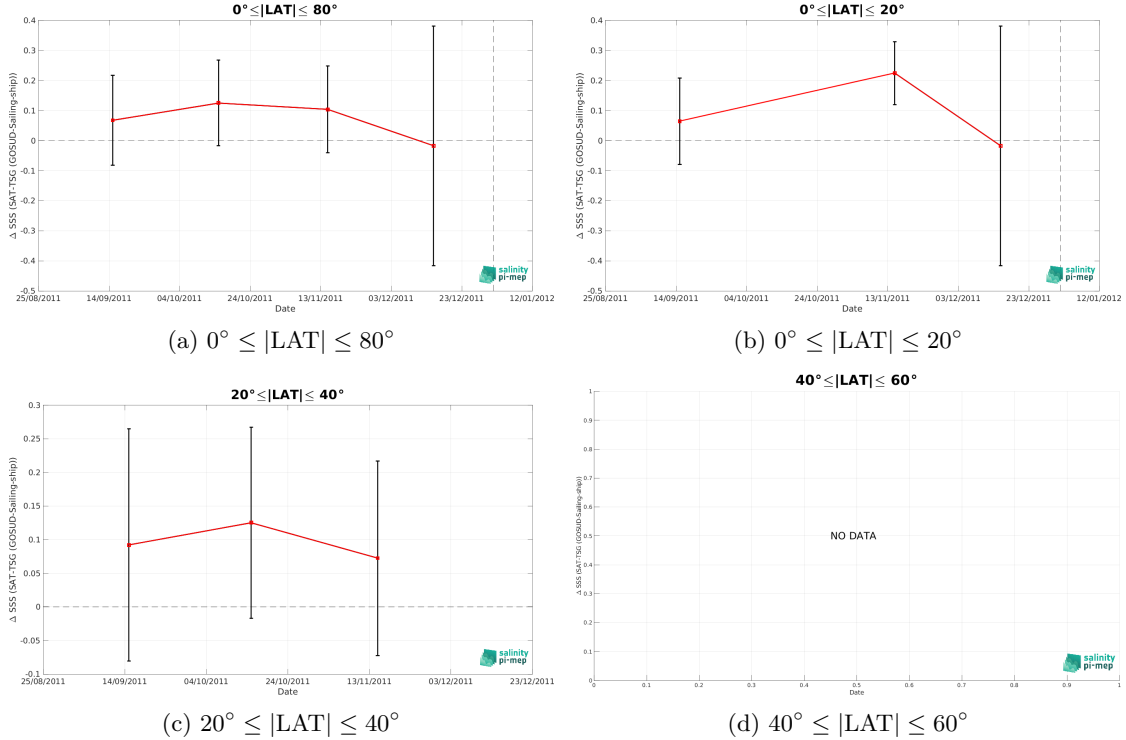 0°≤|LAT|≤ 80°
Δ SSS (SAT-TSG (GOSUD-Sailing-ship))
0.4
0.3
0.2
0.1
0
-0.1
-0.2
-0.3
-0.4
-0.5
25/08/2011 14/09/2011 04/10/2011 24/10/2011 13/11/2011 03/12/2011 23/12/2011 12/01/2012
Date
salinity
pi-mep
(a) 0° ≤ |LAT| ≤ 80°
0°≤|LAT|≤ 20°
Δ SSS (SAT-TSG (GOSUD-Sailing-ship))
0.4
0.3
0.2
0.1
0
-0.1
-0.2
-0.3
-0.4
-0.5
25/08/2011 14/09/2011 04/10/2011 24/10/2011 13/11/2011 03/12/2011 23/12/2011 12/01/2012
Date
salinity
pi-mep
(b) 0° ≤ |LAT| ≤ 20°
20°≤|LAT|≤ 40°
Δ SSS (SAT-TSG (GOSUD-Sailing-ship))
0.3
0.25
0.2
0.15
0.1
0.05
0
-0.05
-0.1
25/08/2011 14/09/2011 04/10/2011 24/10/2011 13/11/2011 03/12/2011 23/12/2011
Date
salinity
pi-mep
(c) 20° ≤ |LAT| ≤ 40°
40°≤|LAT|≤ 60°
Δ SSS (SAT-TSG (GOSUD-Sailing-ship))
1
0.9
0.8
0.7
0.6
0.5
0.4
0.3
0.2
0.1
0
NO DATA
0 0.1 0.2 0.3 0.4 0.5 0.6 0.7 0.8 0.9 1
Date
salinity
pi-mep
(d) 40° ≤ |LAT| ≤ 60°